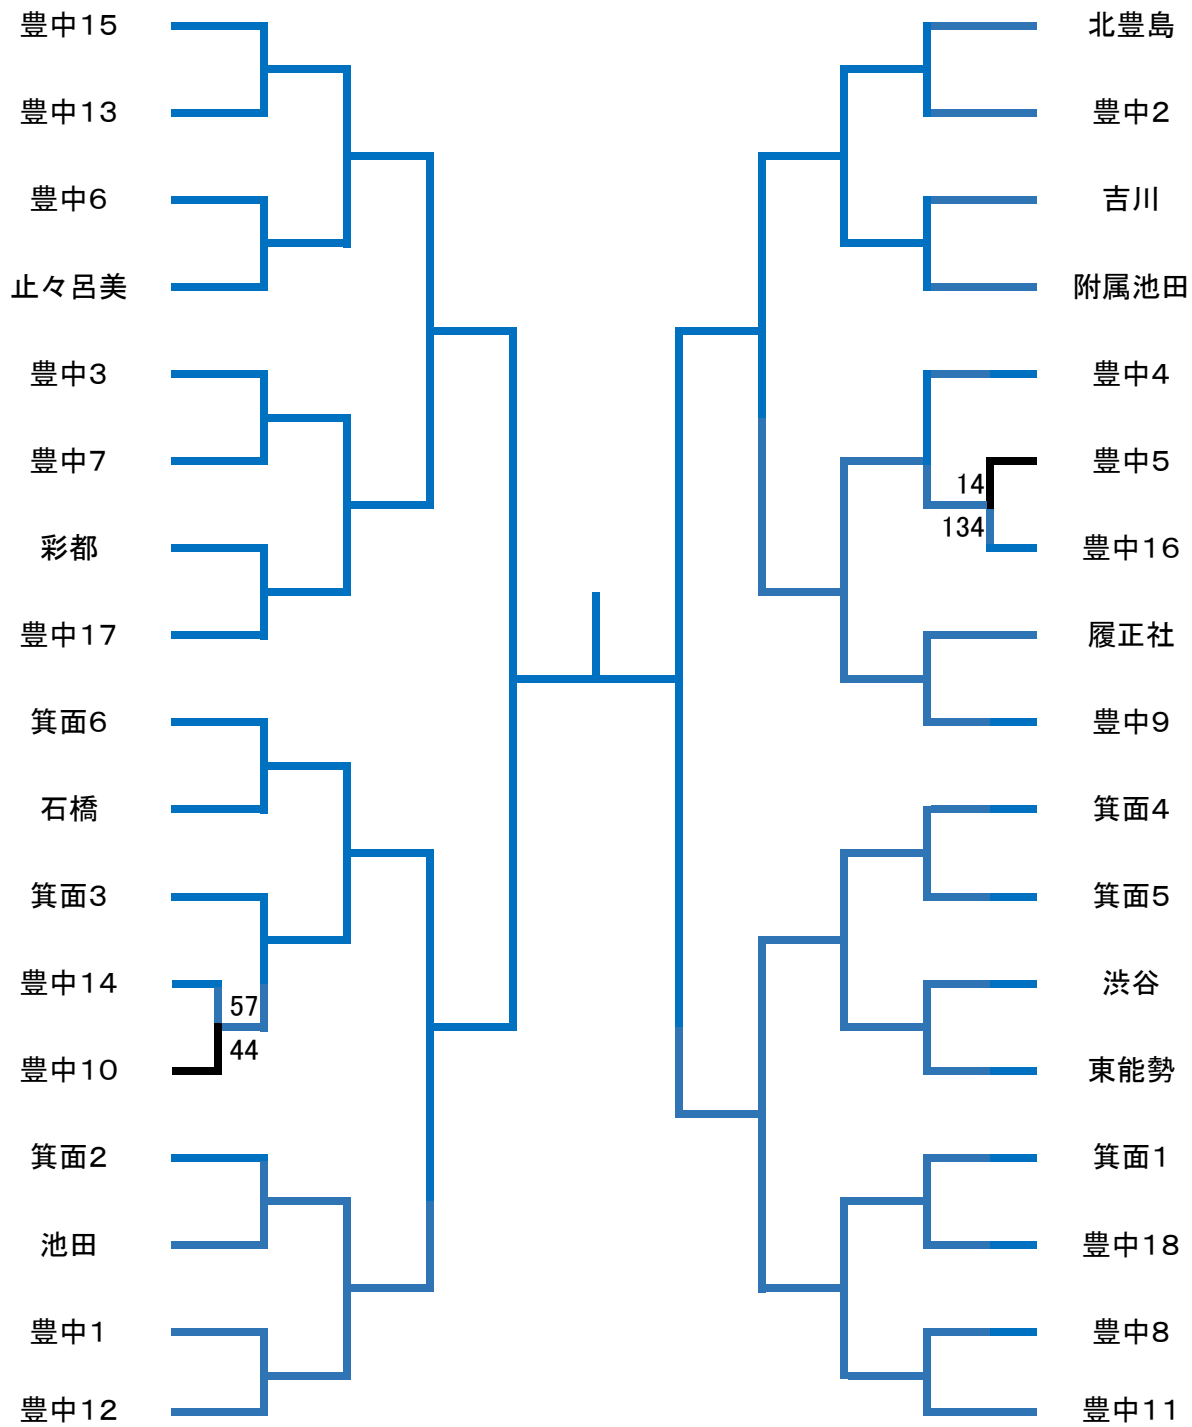 豊中15
豊中13
豊中6
止々呂美
豊中3
豊中7
彩都
豊中17
箕面6
石橋
箕面3
豊中14
57
44
豊中10
箕面2
池田
豊中1
豊中12
北豊島
豊中2
吉川
附属池田
豊中4
豊中5
14
134
豊中16
履正社
豊中9
箕面4
箕面5
渋谷
東能勢
箕面1
豊中18
豊中8
豊中11